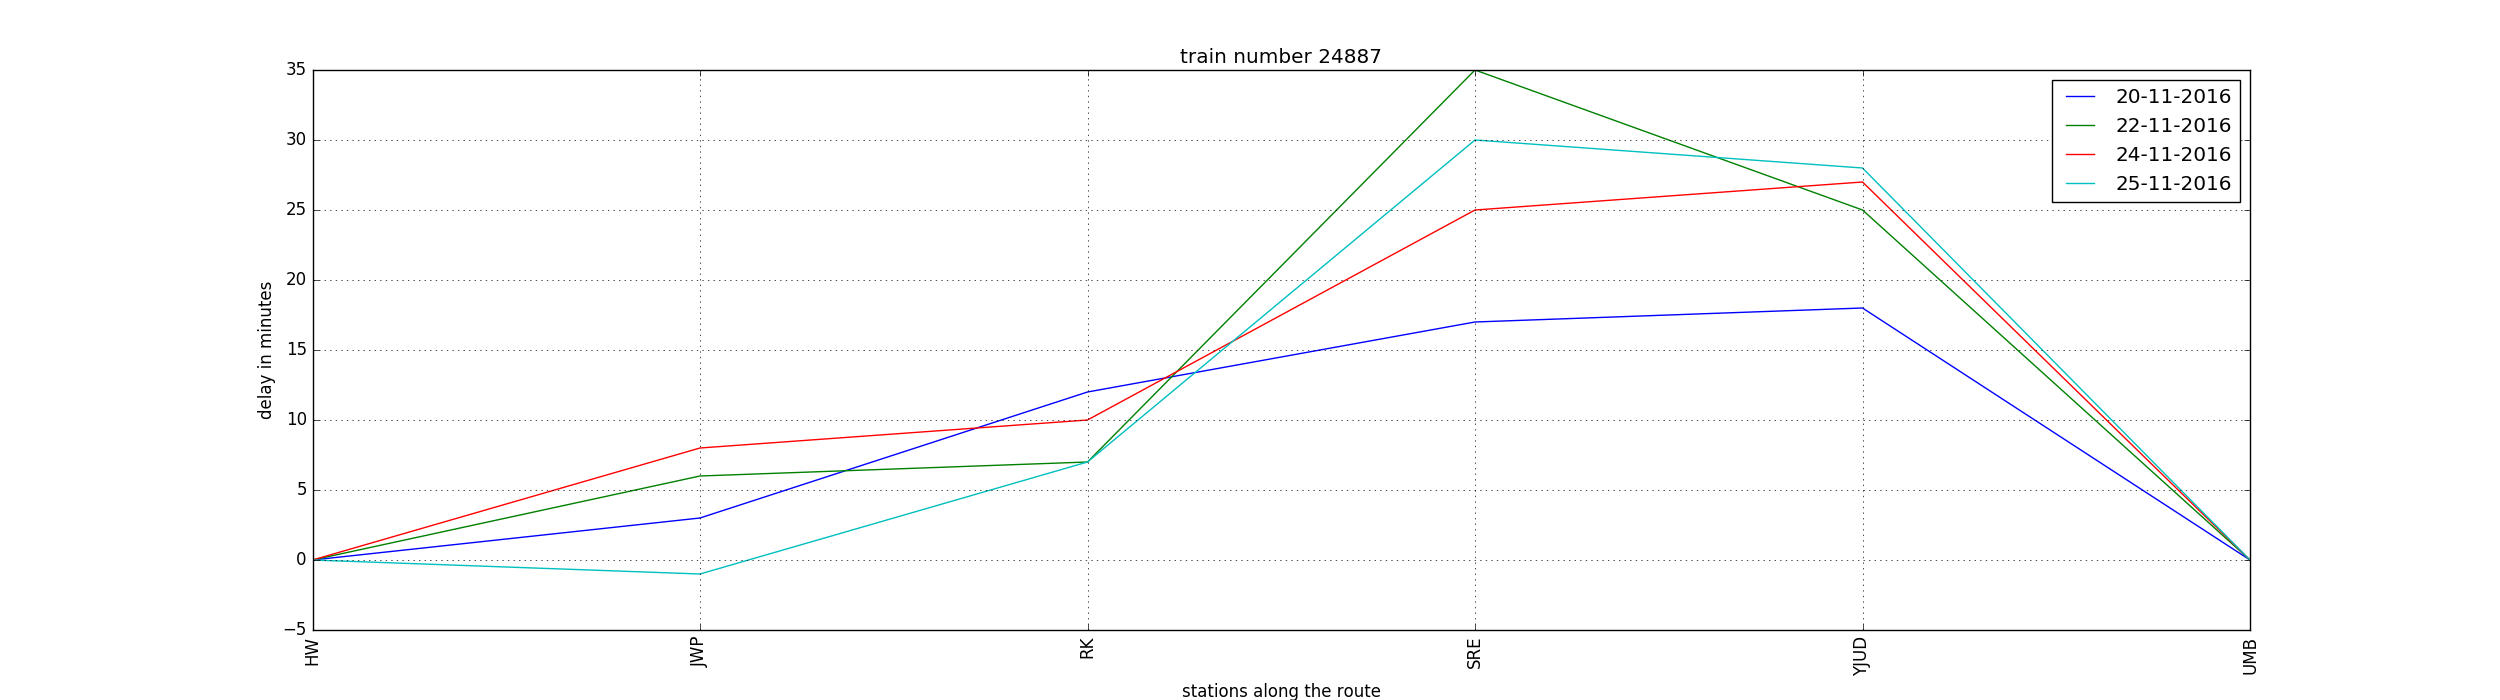 train number 24887
35
30
25
20
15
10
5
0
−5
delay in minutes
20-11-2016
22-11-2016
24-11-2016
25-11-2016
HW
JWP
RK
SRE
YJUD
UMB
stations along the route